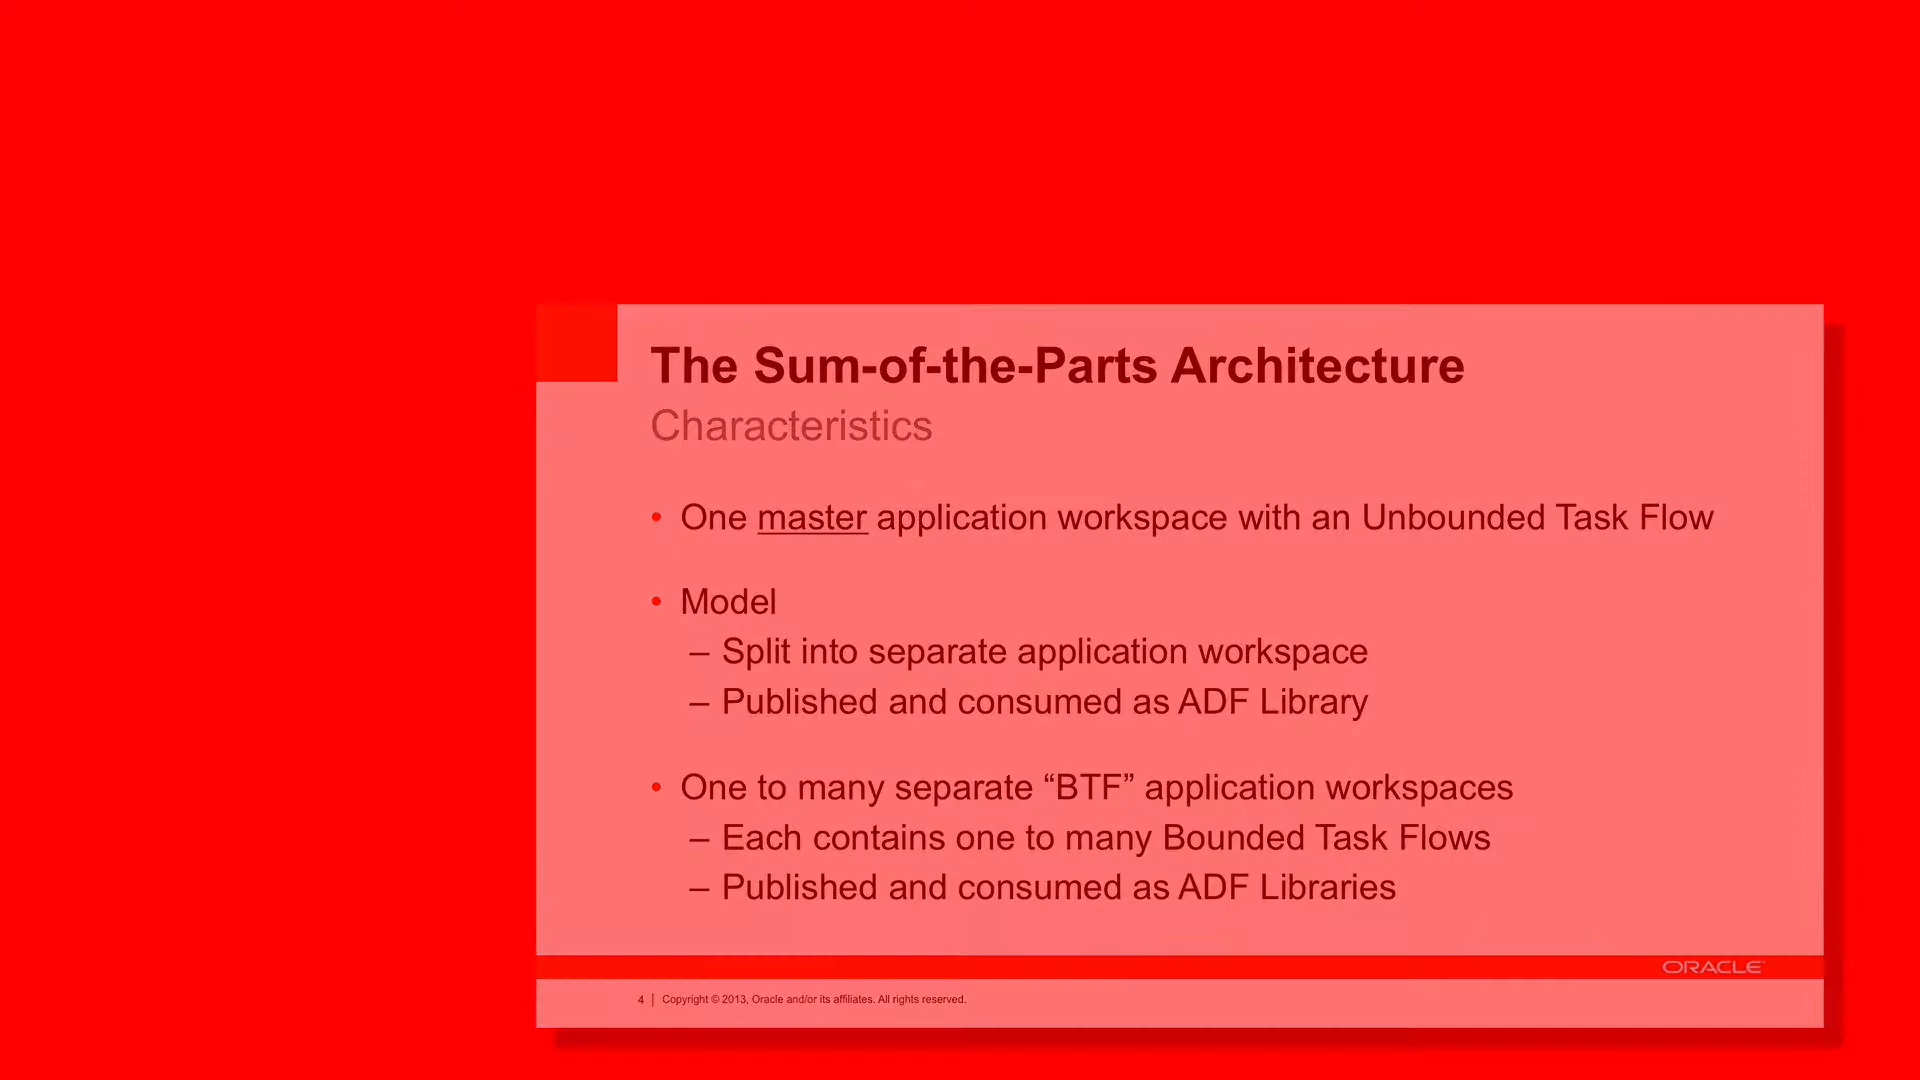 The Sum-of-the-Parts Architecture
Characteristics
• One master application workspace with an Unbounded Task Flow
• Model
– Split into separate application workspace
– Published and consumed as ADF Library
• One to many separate “BTF” application workspaces
– Each contains one to many Bounded Task Flows
– Published and consumed as ADF Libraries
ORACLE
4 | Copyright © 2013, Oracle and/or its affiliates. All rights reserved.